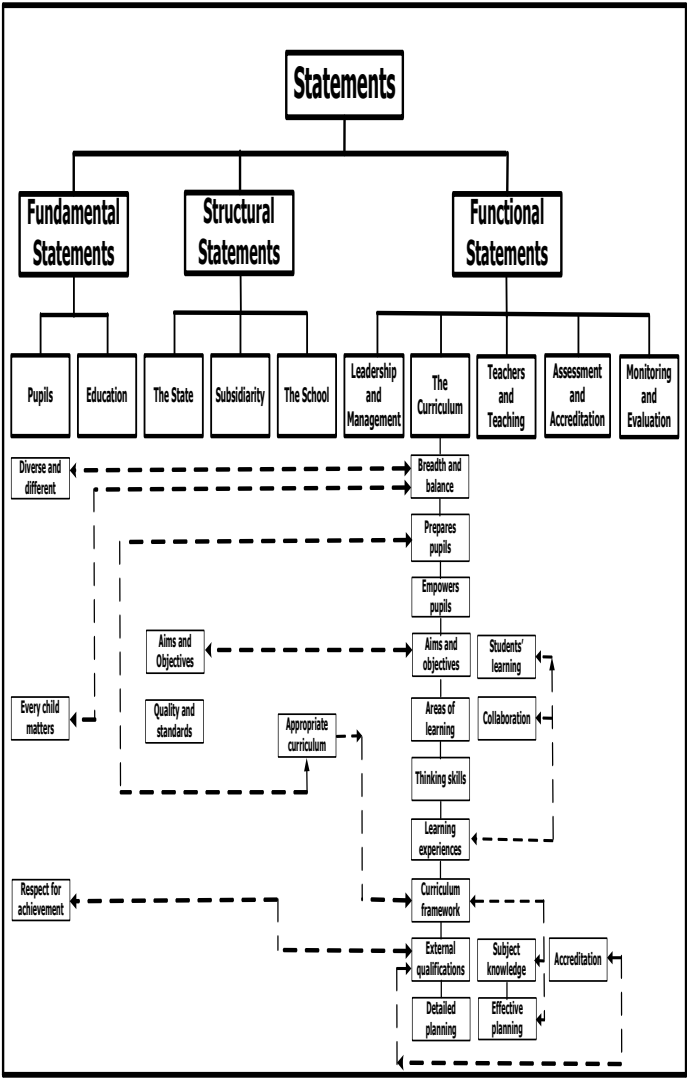 Statements
Fundamental
Statements
Structural
Statements
Functional
Statements
Pupils
Education
The State
Subsidiarity
The School
Leadership
and
Management
The
Curriculum
Teachers
and
Teaching
Assessment
and
Accreditation
Monitoring
and
Evaluation
Diverse and
different
Breadth and
balance
Prepares
pupils
Empowers
pupils
Aims and
Objectives
Aims and
objectives
Students'
learning
Every child
matters
Quality and
standards
Appropriate
curriculum
Areas of
learning
Collaboration
Thinking skills
Learning
experiences
Respect for
achievement
Curriculum
framework
External
qualifications
Subject
knowledge
Accreditation
Detailed
planning
Effective
planning